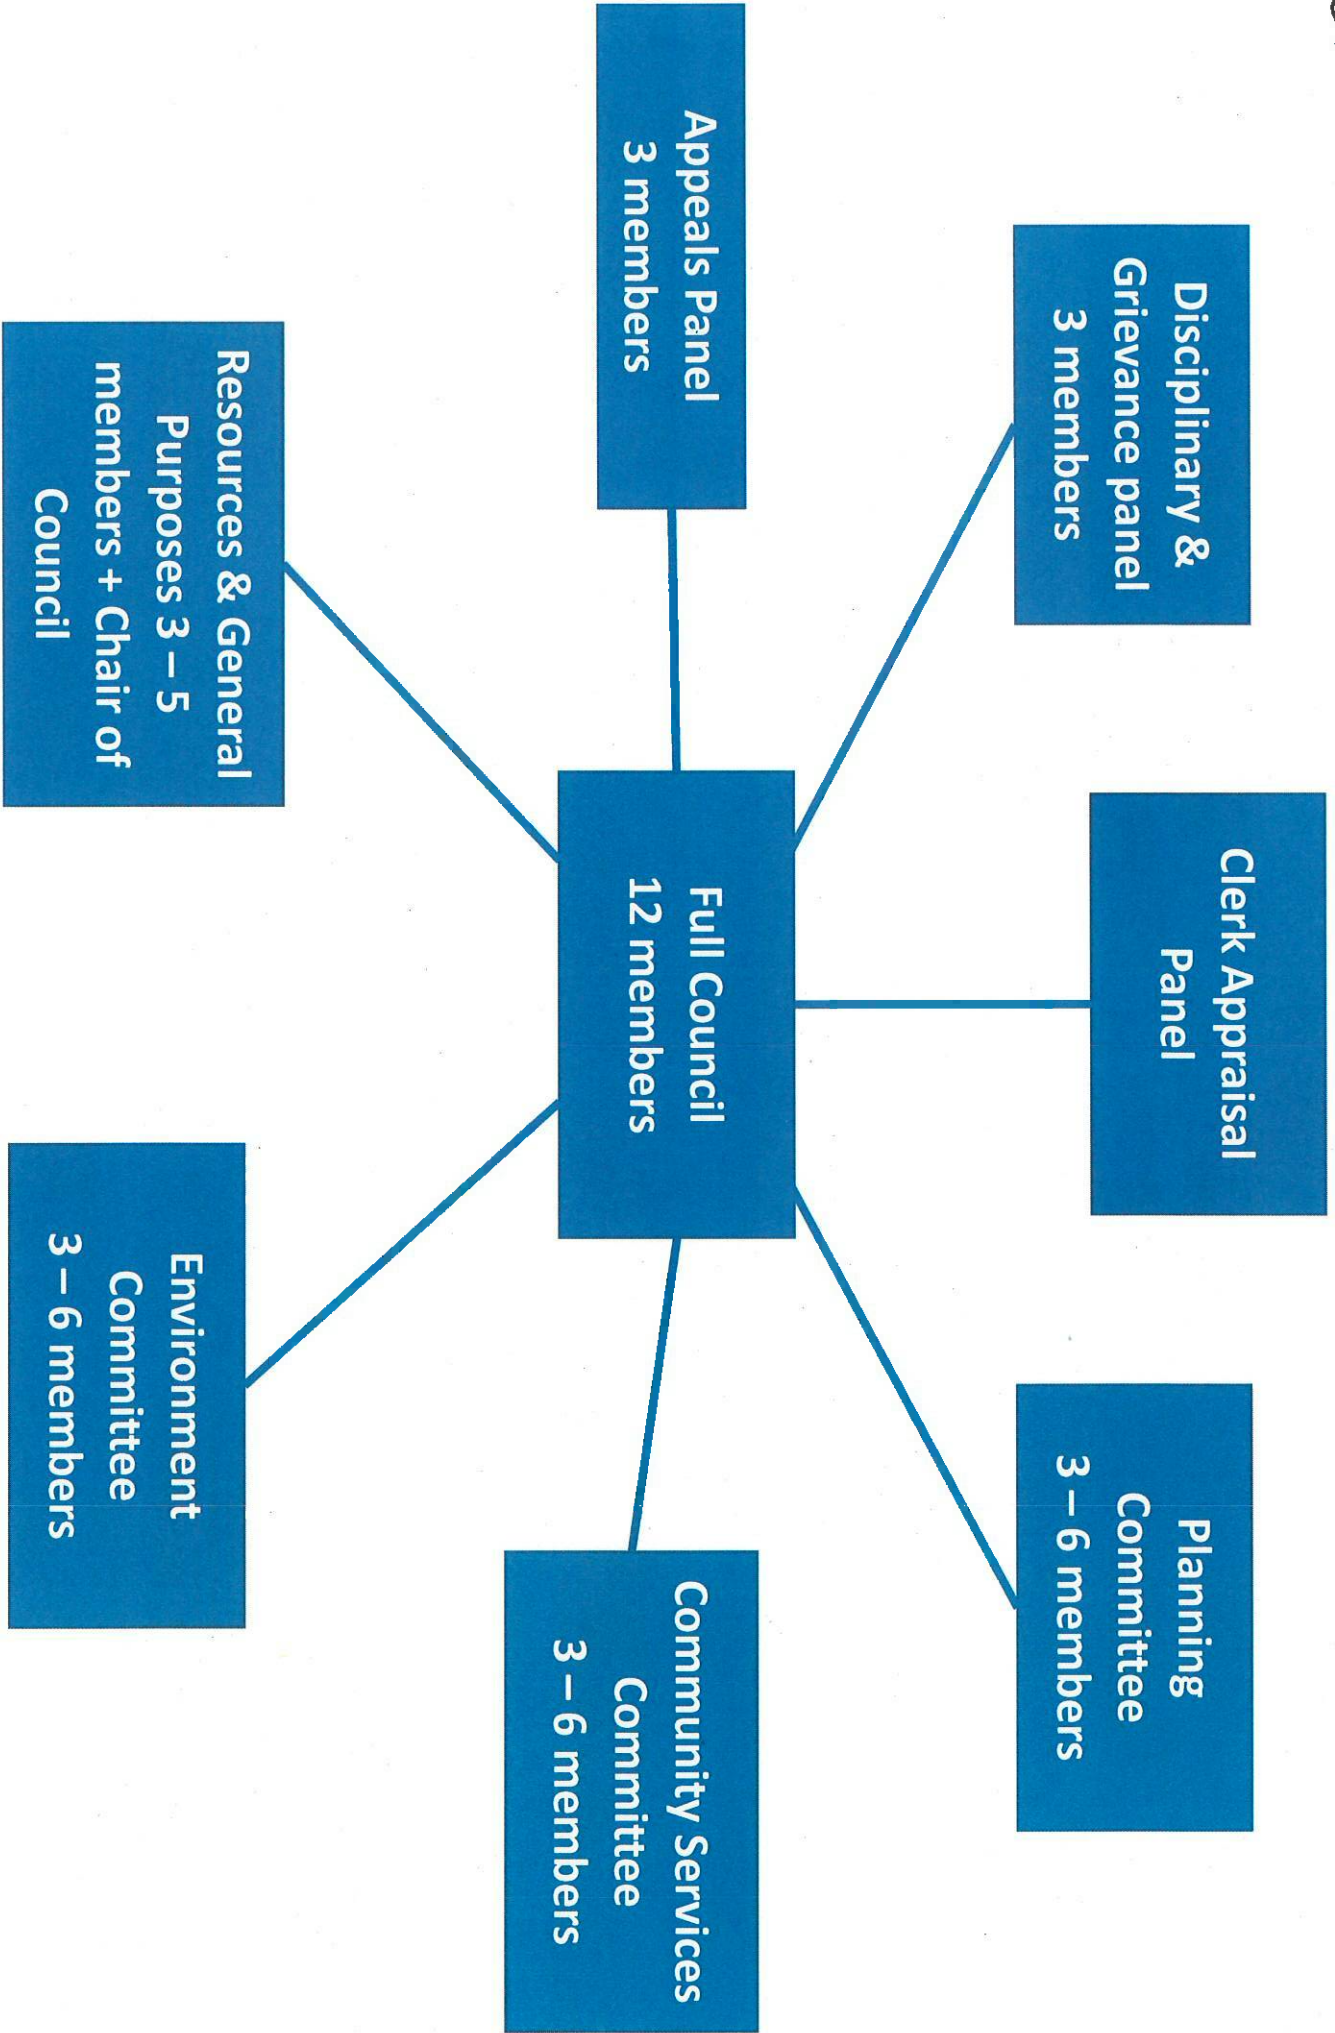 Clerk Appraisal
Panel
Disciplinary &
Grievance panel
3 members
Planning
Committee
3 – 6 members
Appeals Panel
3 members
Full Council
12 members
Community Services
Committee
3 – 6 members
Resources & General
Purposes 3 – 5
members + Chair of
Council
Environment
Committee
3 – 6 members